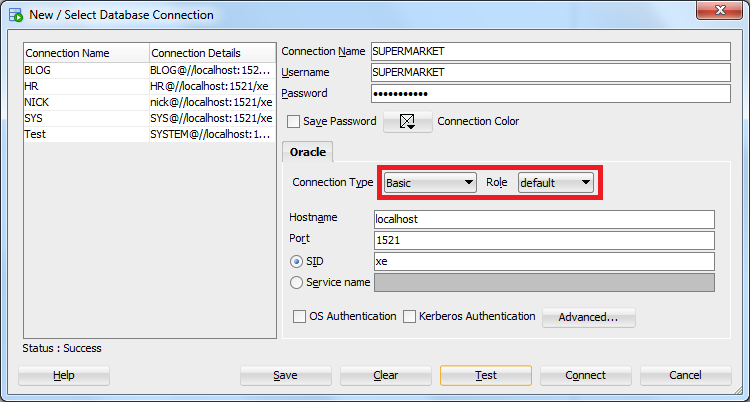 New / Select Database Connection
Connection Name Connection Details
BLOG BLOG@//localhost:152...
HR HR@//localhost:1521/xe
NICK nick@//localhost:1521/xe
SYS SYS@//localhost:1521/xe
Test SYSTEM@//localhost:1...
Connection Name SUPERMARKET
Username SUPERMARKET
Password •••••••••••
Save Password Connection Color
Oracle
Connection Type Basic Role default
Hostname localhost
Port 1521
SID xe
Service name
OS Authentication Kerberos Authentication Advanced...
Status : Success
Help Save Clear Test Connect Cancel